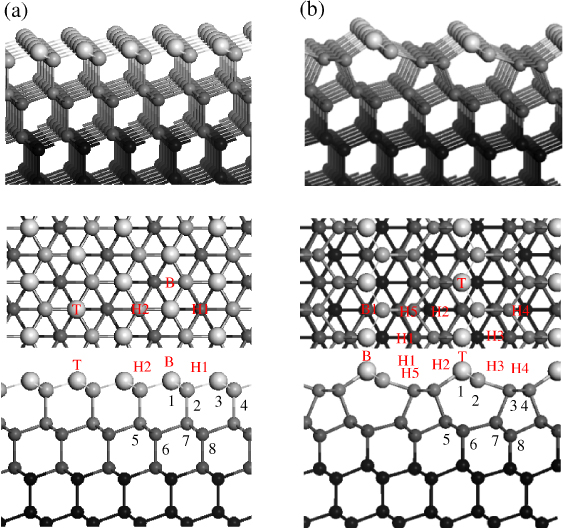 (a) (b)
B T
T H2 H1 B1 H5 H2 H4
H1 H3
T H2 B H1 B H1 H2 T H3 H4
H5
1 2 3 4 1 2 3 4
5 6 7 8 5 6 7 8